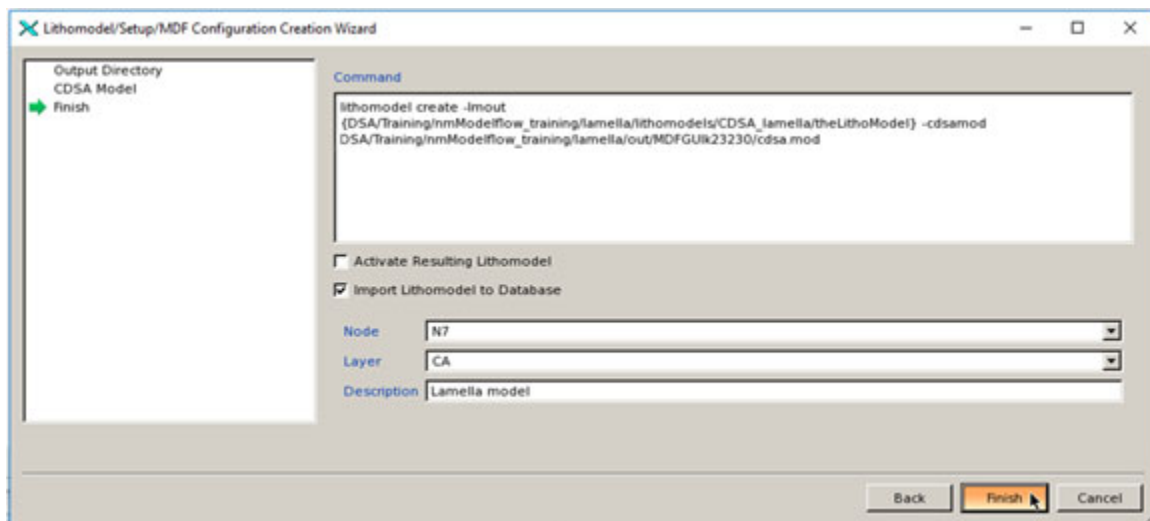 Lithomodel/Setup/MDF Configuration Creation Wizard
Output Directory
CDSA Model
Finish
Command
lithomodel create -lmout
{DSA/Training/nmModelflow_training/lamella/lithomodels/CDSA_lamella/theLithoModel} -cdsamod
DSA/Training/nmModelflow_training/lamella/out/MDFGUIk23230/cdsa.mod
Activate Resulting Lithomodel
Import Lithomodel to Database
Node N7
Layer CA
Description Lamella model
Back Finish Cancel